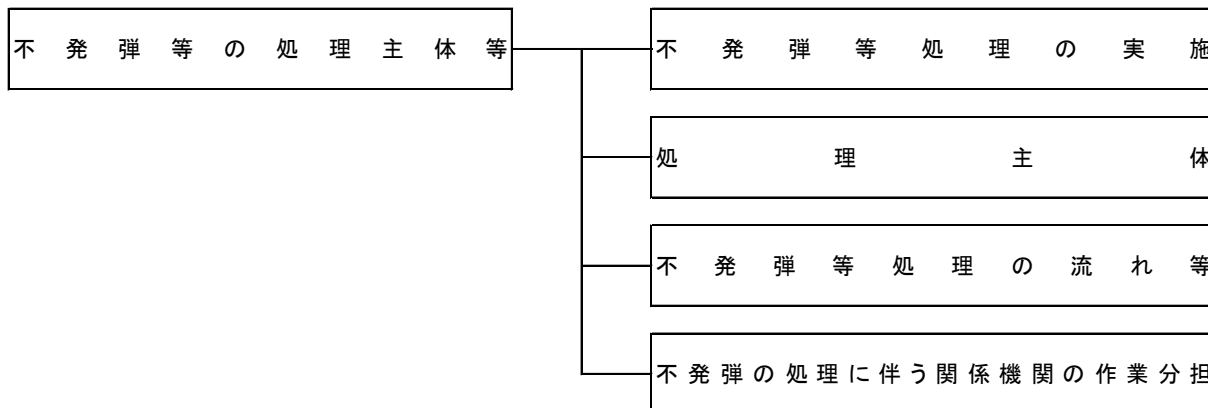 不発弾等の処理主体等
不発弾等処理の実施
処理主体
不発弾等処理の流れ等
不発弾の処理に伴う関係機関の作業分担